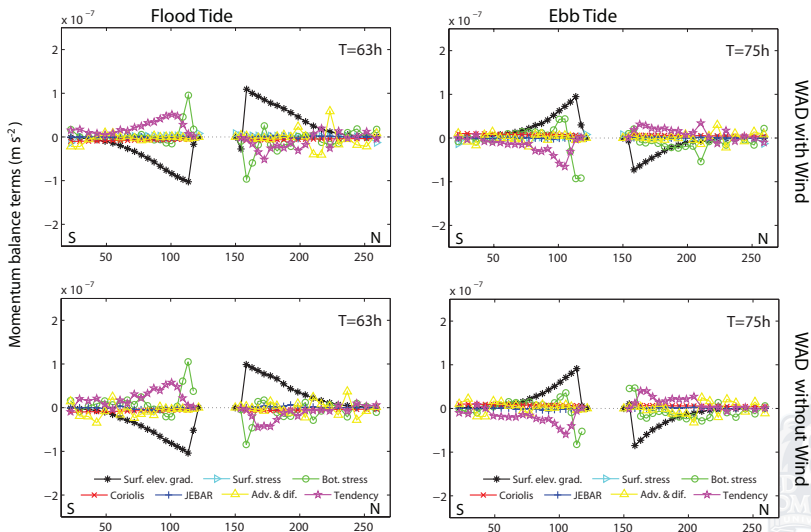 Flood Tide
Ebb Tide
x 10⁻⁷
x 10⁻⁷
2
1
0
−1
−2
T=63h
S
N
50
100
150
200
250
2
1
0
−1
−2
T=75h
S
N
50
100
150
200
250
WAD with Wind
Momentum balance terms (m s⁻²)
x 10⁻⁷
x 10⁻⁷
2
1
0
−1
−2
T=63h
Surf. elev. grad.
Surf. stress
Bot. stress
Coriolis
JEBAR
Adv. & dif.
Tendency
S
N
50
100
150
200
250
2
1
0
−1
−2
T=75h
Surf. elev. grad.
Surf. stress
Bot. stress
Coriolis
JEBAR
Adv. & dif.
Tendency
S
N
50
100
150
200
250
WAD without Wind